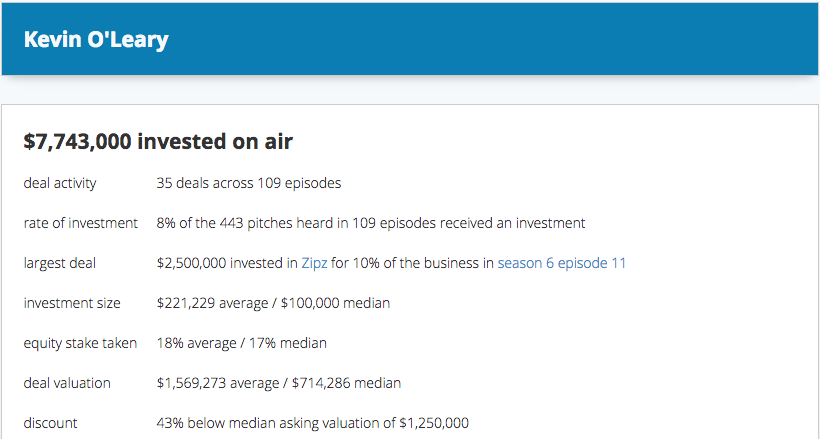 Kevin O'Leary
$7,743,000 invested on air
deal activity 35 deals across 109 episodes
rate of investment 8% of the 443 pitches heard in 109 episodes received an investment
largest deal $2,500,000 invested in Zipz for 10% of the business in season 6 episode 11
investment size $221,229 average / $100,000 median
equity stake taken 18% average / 17% median
deal valuation $1,569,273 average / $714,286 median
discount 43% below median asking valuation of $1,250,000